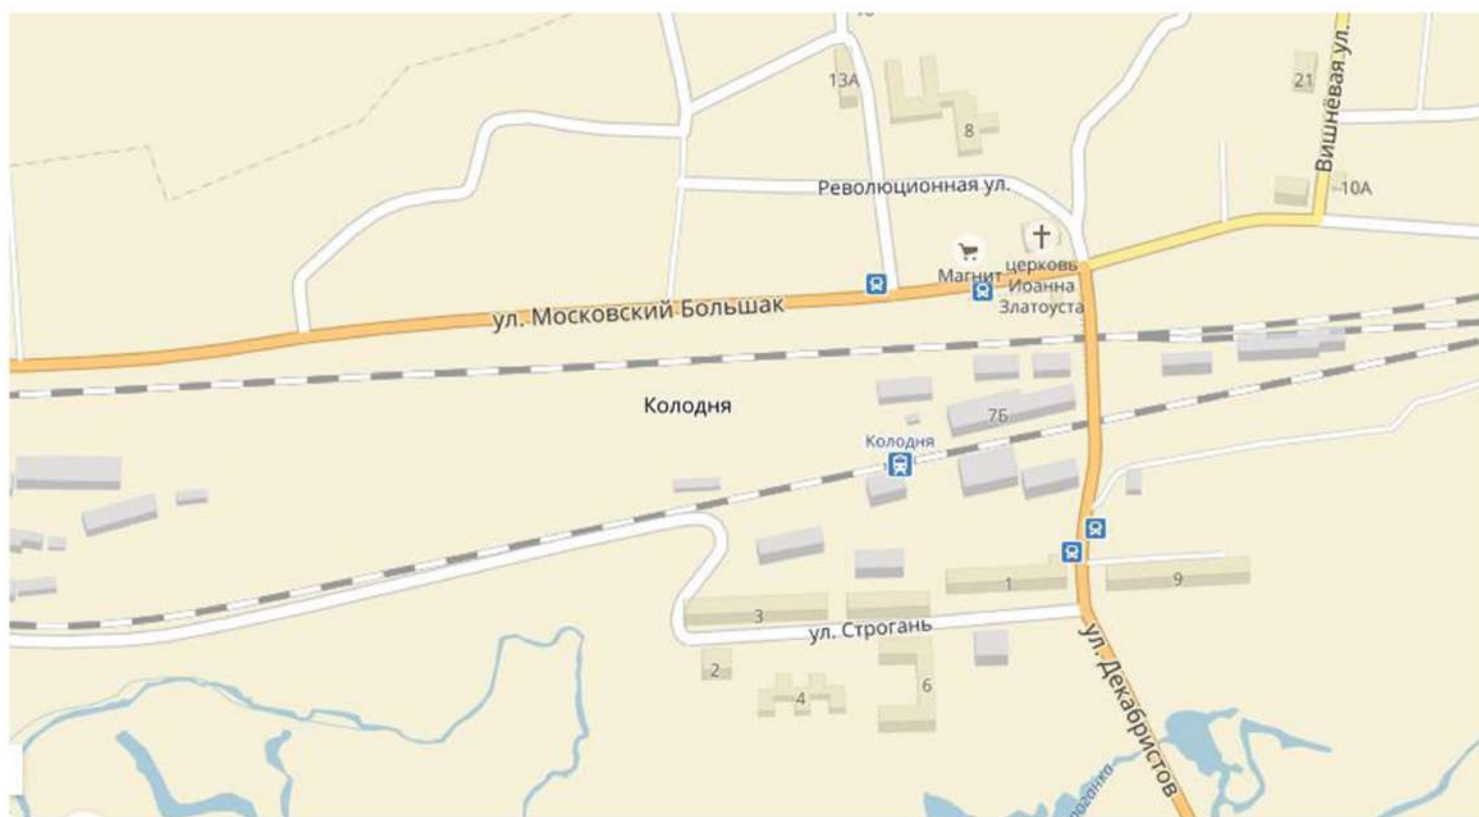 13А
8
21
Вишнёвая ул.
10А
Революционная ул.
Магнит
церковь
Иоанна
Златоуста
ул. Московский Большак
Колодня
7Б
Колодня
1
9
3
ул. Строгань
2
4
6
ул. Декабристов